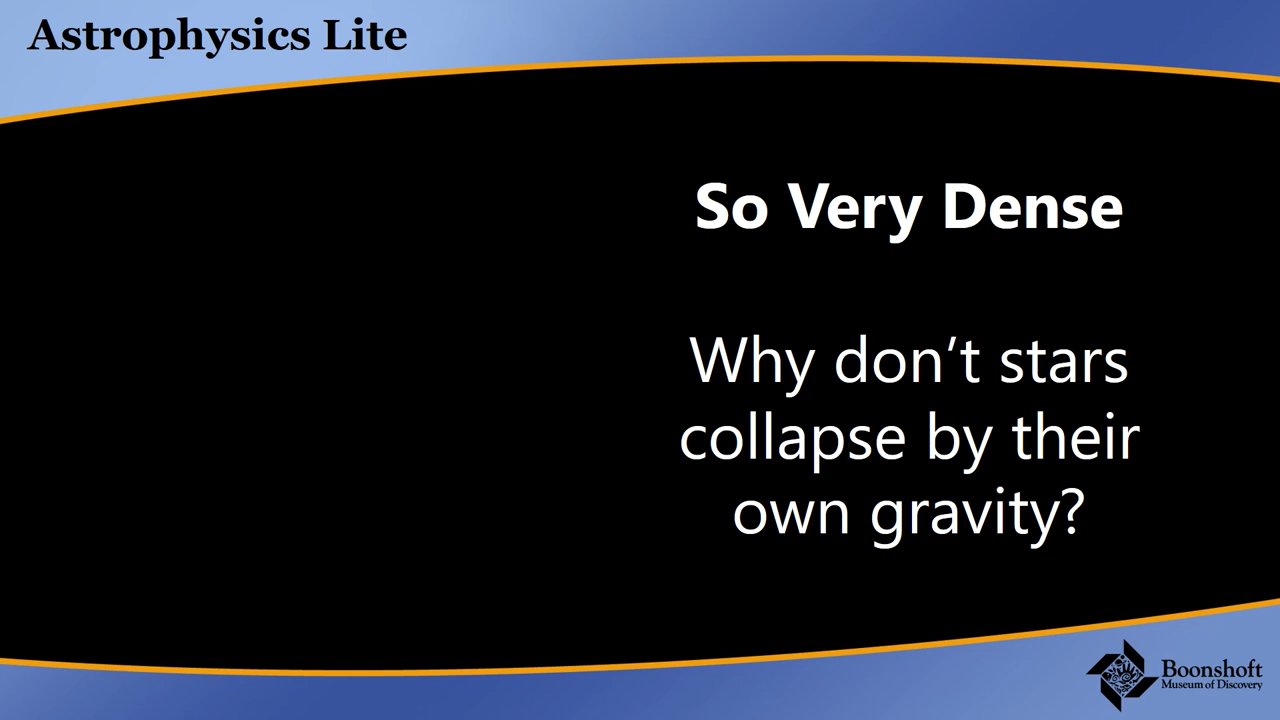 Astrophysics Lite
So Very Dense
Why don’t stars
collapse by their
own gravity?
Boonshoft
Museum of Discovery